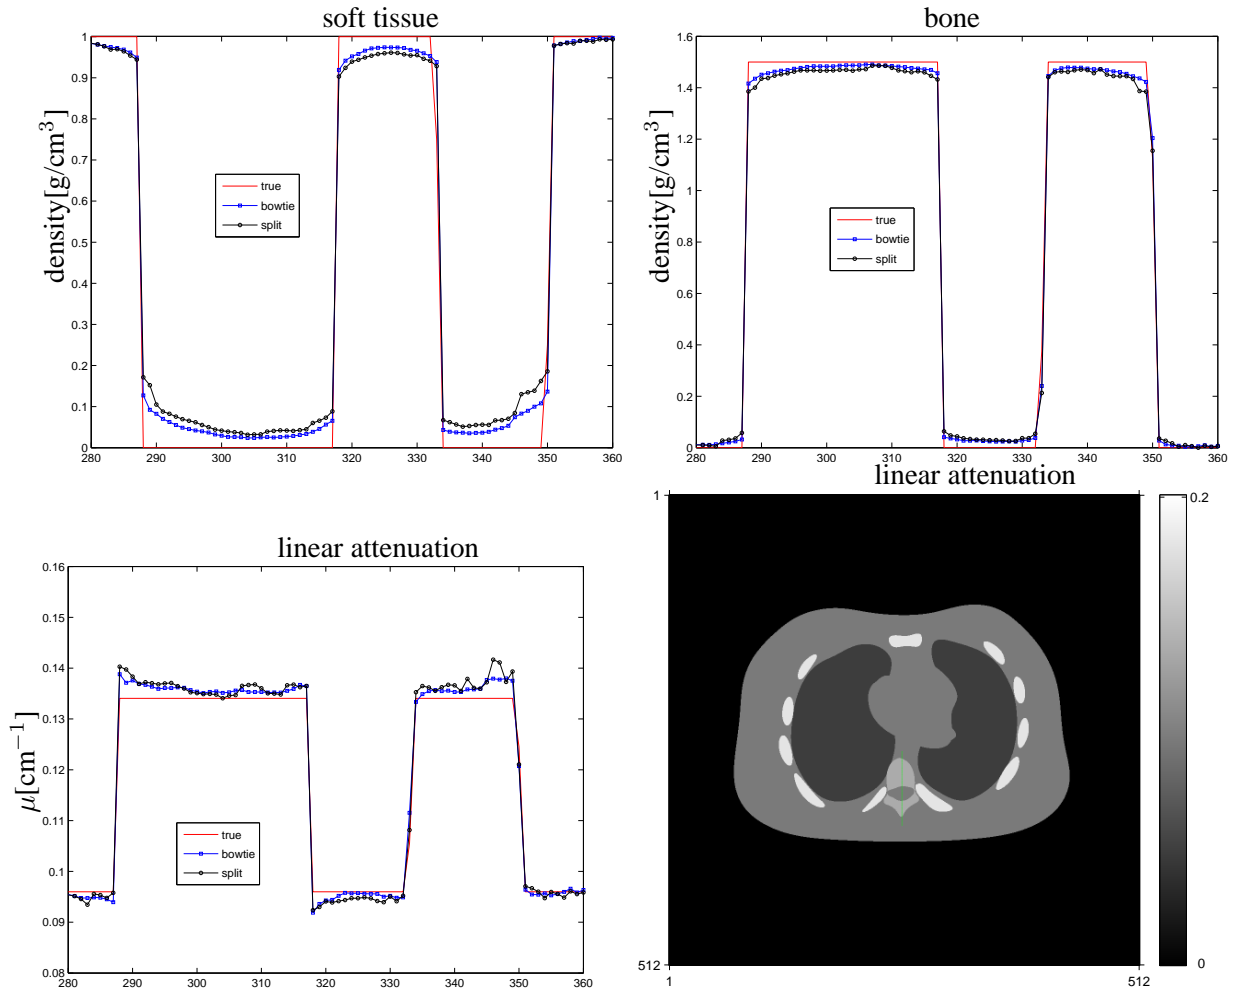 soft tissue
density[g/cm³]
1
0.9
0.8
0.7
0.6
0.5
0.4
0.3
0.2
0.1
0
280 290 300 310 320 330 340 350 360
true
bowtie
split
bone
density[g/cm³]
1.6
1.4
1.2
1
0.8
0.6
0.4
0.2
0
280 290 300 310 320 330 340 350 360
true
bowtie
split
linear attenuation
μ[cm⁻¹]
0.16
0.15
0.14
0.13
0.12
0.11
0.1
0.09
0.08
280 290 300 310 320 330 340 350 360
true
bowtie
split
linear attenuation
1
512
1 512
0.2
0